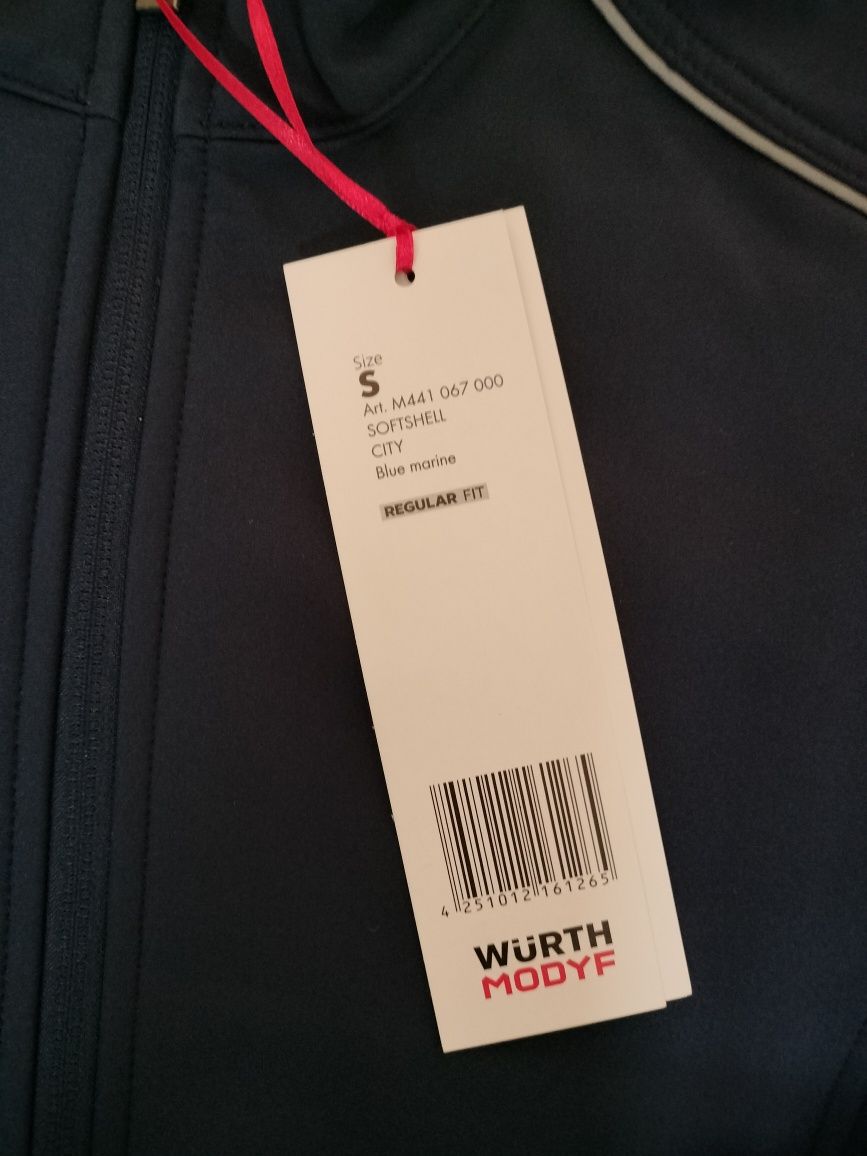 Size
S
Art. M441 067 000
SOFTSHELL
CITY
Blue marine
REGULAR FIT
4 251012 161265
WÜRTH
MODYF